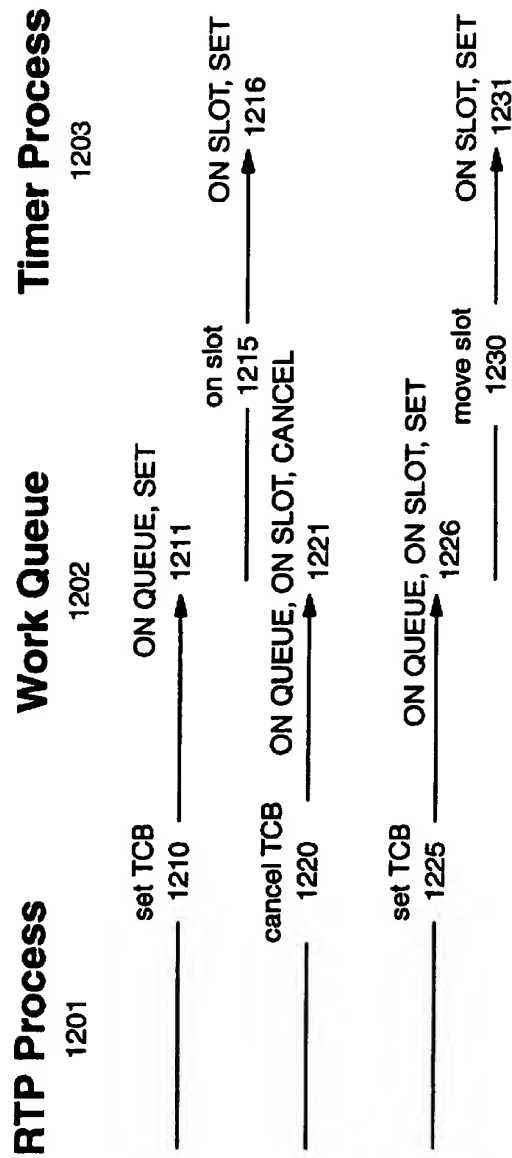 RTP Process
1201
Work Queue
1202
Timer Process
1203
set TCB
1210
ON QUEUE, SET
1211
on slot
1215
ON SLOT, SET
1216
cancel TCB
1220
ON QUEUE, ON SLOT, CANCEL
1221
set TCB
1225
ON QUEUE, ON SLOT, SET
1226
move slot
1230
ON SLOT, SET
1231